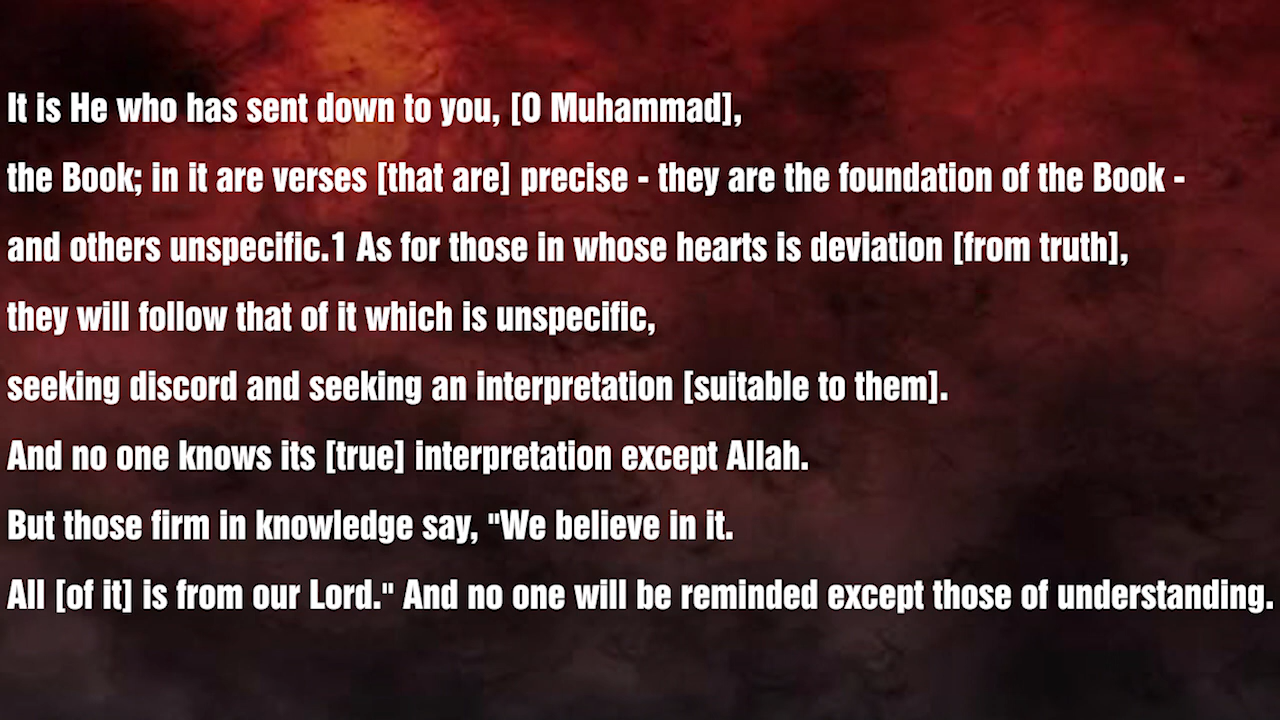 It is He who has sent down to you, [O Muhammad],
the Book; in it are verses [that are] precise - they are the foundation of the Book -
and others unspecific.1 As for those in whose hearts is deviation [from truth],
they will follow that of it which is unspecific,
seeking discord and seeking an interpretation [suitable to them].
And no one knows its [true] interpretation except Allah.
But those firm in knowledge say, "We believe in it.
All [of it] is from our Lord." And no one will be reminded except those of understanding.